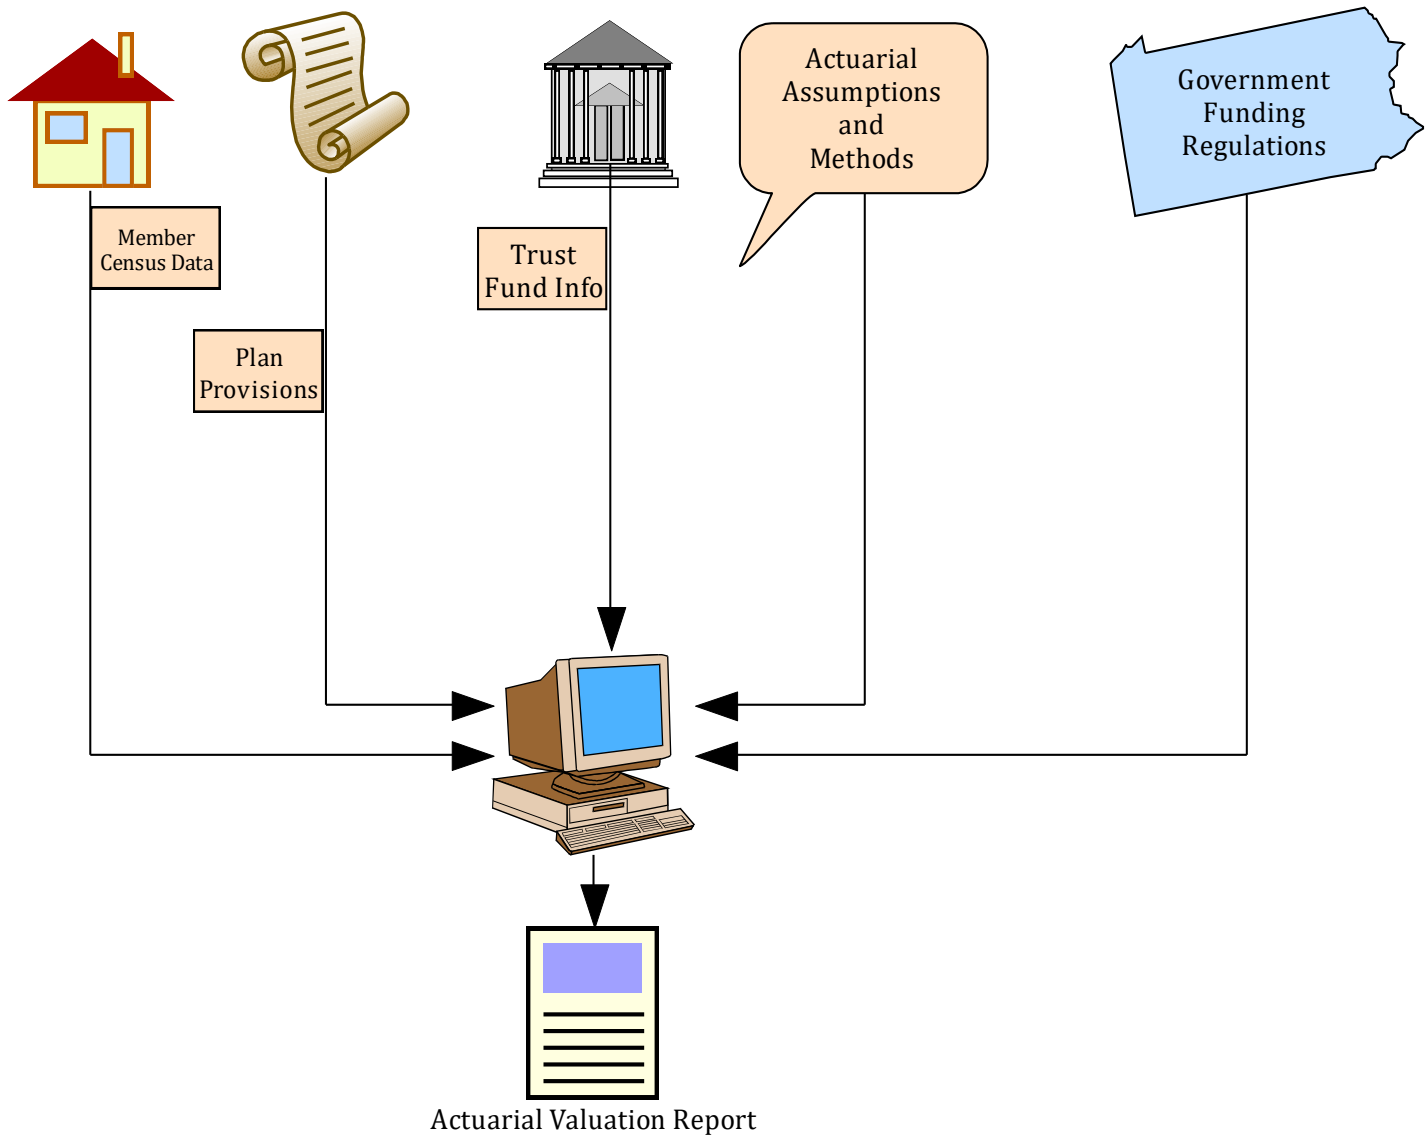 Actuarial
Assumptions
and
Methods
Government
Funding
Regulations
Member
Census Data
Trust
Fund Info
Plan
Provisions
Actuarial Valuation Report